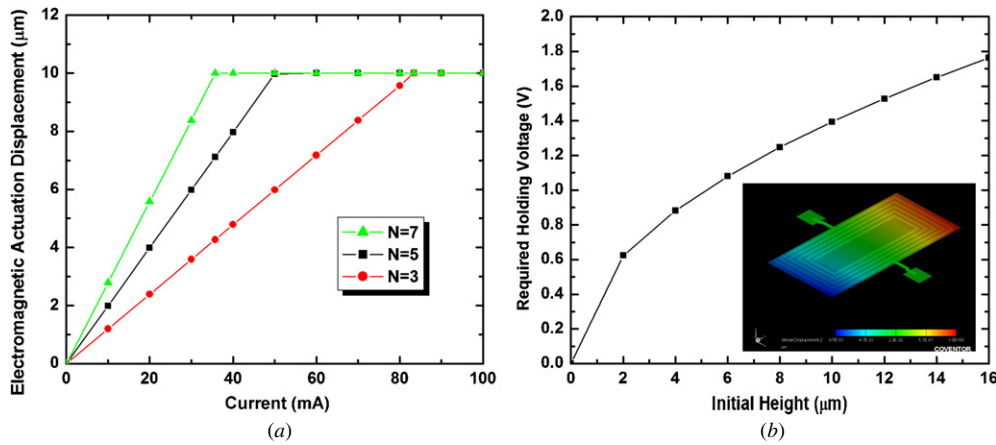 Electromagnetic Actuation Displacement (μm)
12
10
8
6
4
2
0
N=7
N=5
N=3
0 20 40 60 80 100
Current (mA)
(a)
Required Holding Voltage (V)
2.0
1.8
1.6
1.4
1.2
1.0
0.8
0.6
0.4
0.2
0.0
COVENTOR
0 2 4 6 8 10 12 14 16
Initial Height (μm)
(b)